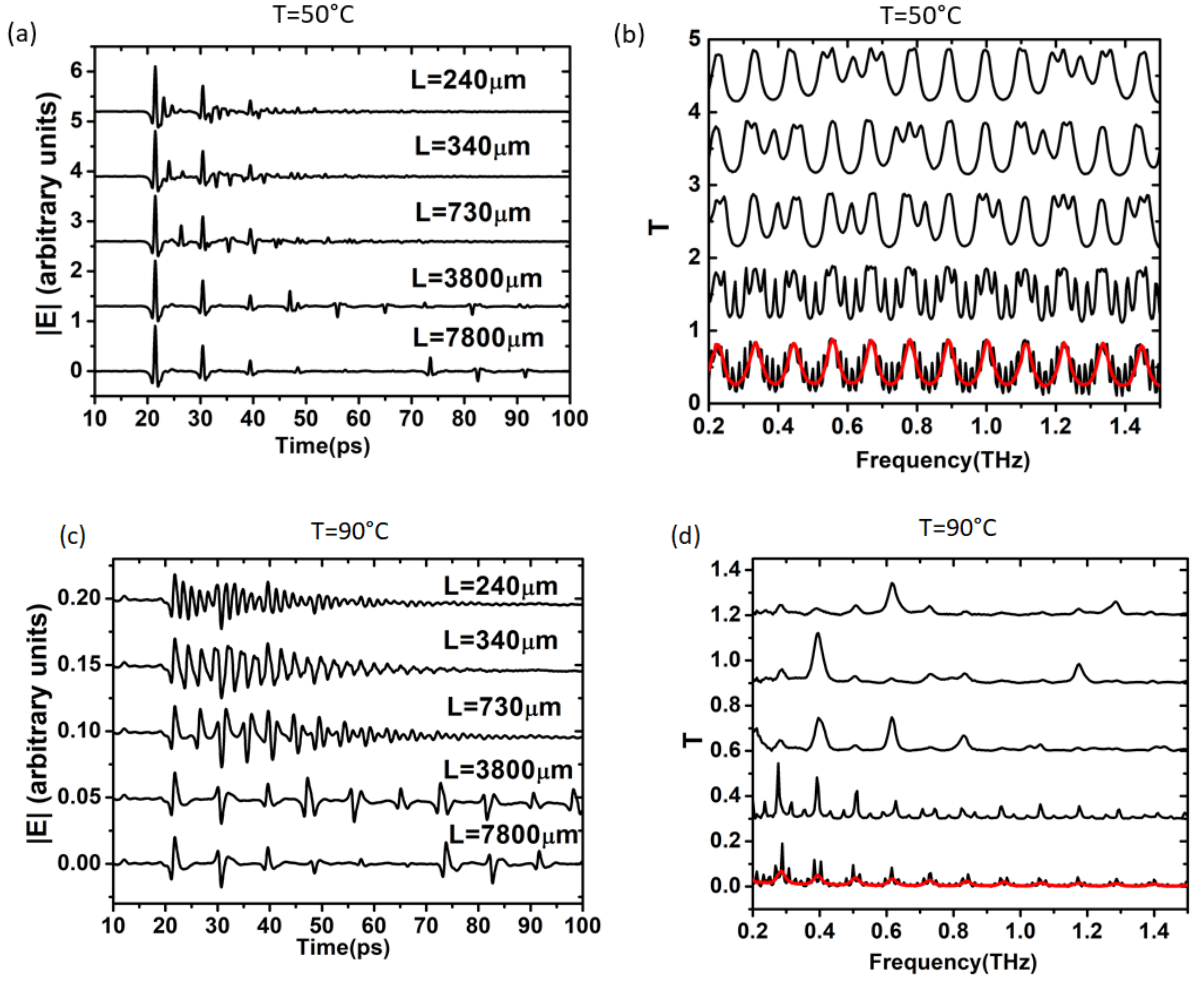 T=50°C
T=50°C
(a)
(b)
L=240μm
L=340μm
L=730μm
L=3800μm
L=7800μm
6
5
4
3
2
1
0
|E| (arbitrary units)
10 20 30 40 50 60 70 80 90 100
Time(ps)
5
4
3
2
1
0
T
0.2 0.4 0.6 0.8 1.0 1.2 1.4
Frequency(THz)
T=90°C
T=90°C
(c)
(d)
L=240μm
L=340μm
L=730μm
L=3800μm
L=7800μm
0.20
0.15
0.10
0.05
0.00
|E| (arbitrary units)
10 20 30 40 50 60 70 80 90 100
Time(ps)
1.4
1.2
1.0
0.8
0.6
0.4
0.2
0.0
T
0.2 0.4 0.6 0.8 1.0 1.2 1.4
Frequency(THz)